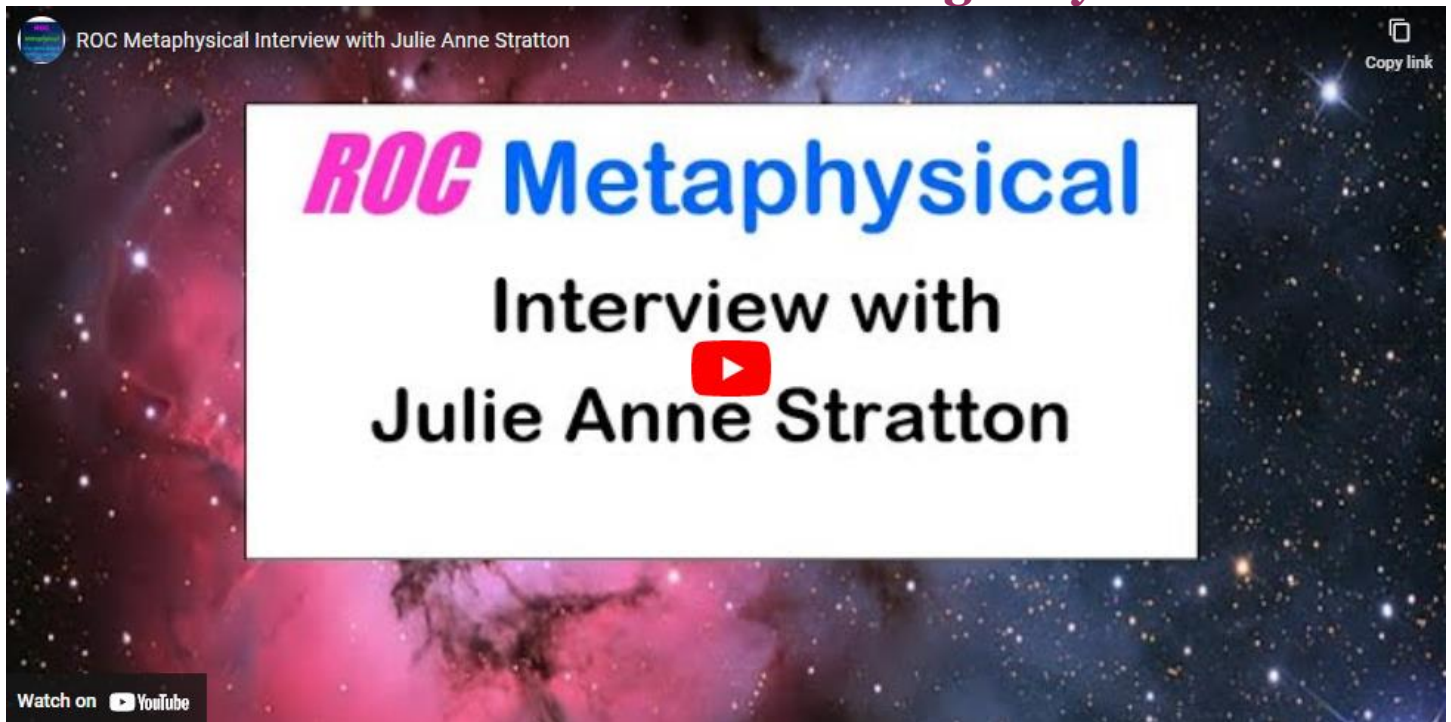 ROC Metaphysical Interview with Julie Anne Stratton
Copy link
ROC Metaphysical
Interview with
Julie Anne Stratton
Watch on YouTube